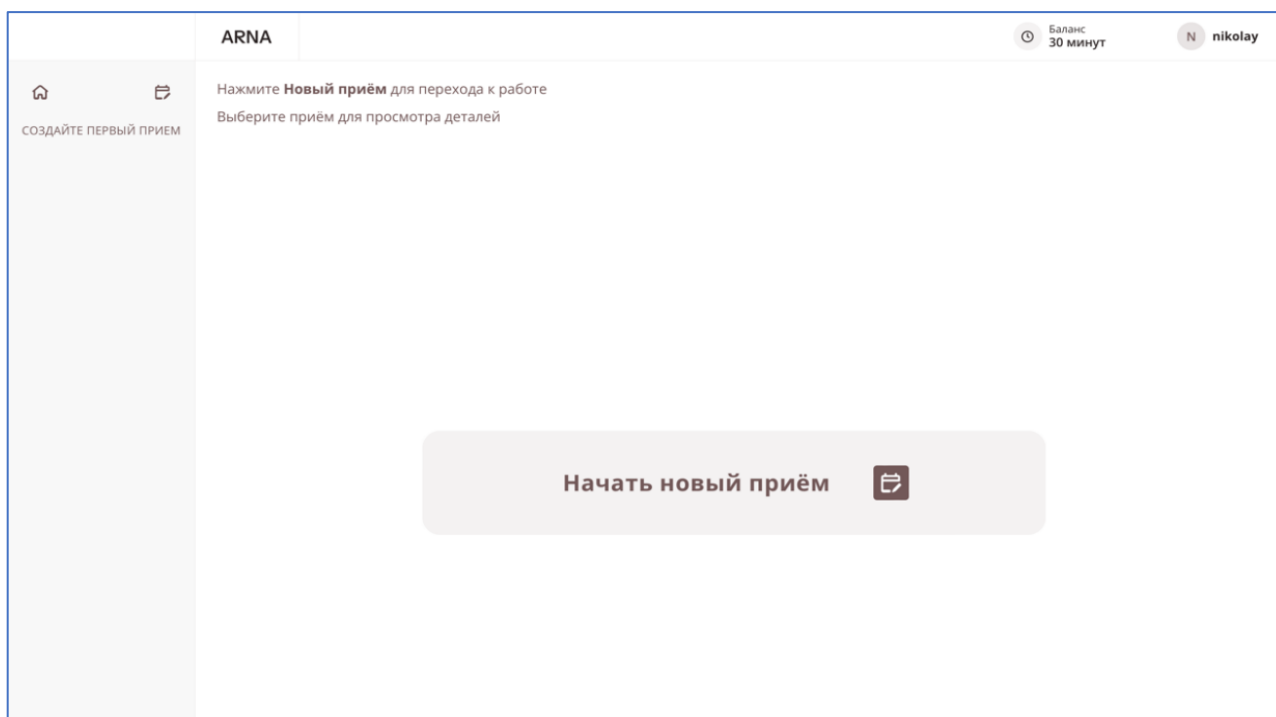 ARNA
Баланс
30 минут
N nikolay
СОЗДАЙТЕ ПЕРВЫЙ ПРИЕМ
Нажмите Новый приём для перехода к работе
Выберите приём для просмотра деталей
Начать новый приём